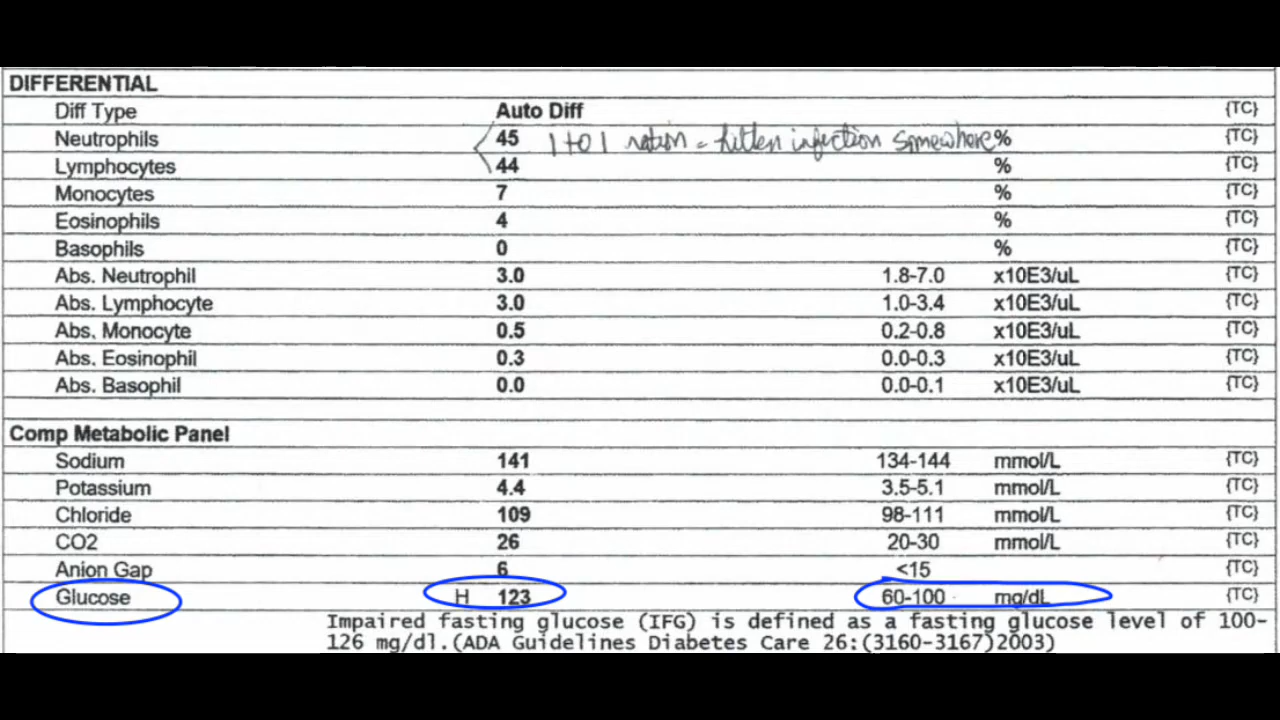 DIFFERENTIAL
Diff Type Auto Diff {TC}
Neutrophils 45 1 to 1 ration = hitten infection somewhere % {TC}
Lymphocytes 44 % {TC}
Monocytes 7 % {TC}
Eosinophils 4 % {TC}
Basophils 0 % {TC}
Abs. Neutrophil 3.0 1.8-7.0 x10E3/uL {TC}
Abs. Lymphocyte 3.0 1.0-3.4 x10E3/uL {TC}
Abs. Monocyte 0.5 0.2-0.8 x10E3/uL {TC}
Abs. Eosinophil 0.3 0.0-0.3 x10E3/uL {TC}
Abs. Basophil 0.0 0.0-0.1 x10E3/uL {TC}
Comp Metabolic Panel
Sodium 141 134-144 mmol/L {TC}
Potassium 4.4 3.5-5.1 mmol/L {TC}
Chloride 109 98-111 mmol/L {TC}
CO2 26 20-30 mmol/L {TC}
Anion Gap 6 <15 {TC}
Glucose H 123 60-100 mg/dL {TC}
Impaired fasting glucose (IFG) is defined as a fasting glucose level of 100-
126 mg/dl.(ADA Guidelines Diabetes Care 26:(3160-3167)2003)